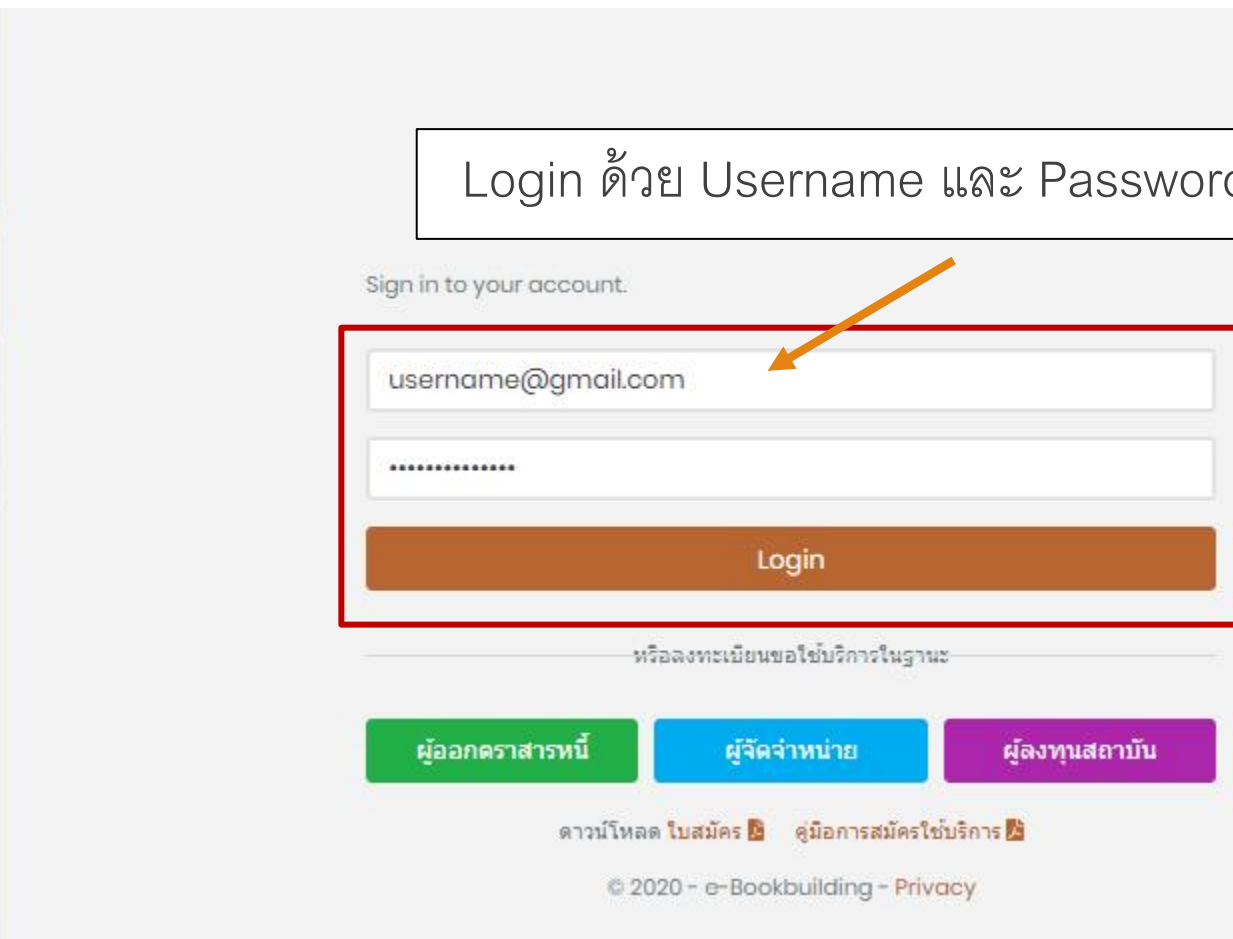 Login ด้วย Username และ Password
Sign in to your account.
username@gmail.com
••••••••••••••
Login
หรือลงทะเบียนขอใช้บริการในฐานะ
ผู้ออกตราสารหนี้ ผู้จัดจำหน่าย ผู้ลงทุนสถาบัน
ดาวน์โหลด ใบสมัคร คู่มือการสมัครใช้บริการ
© 2020 - e-Bookbuilding - Privacy